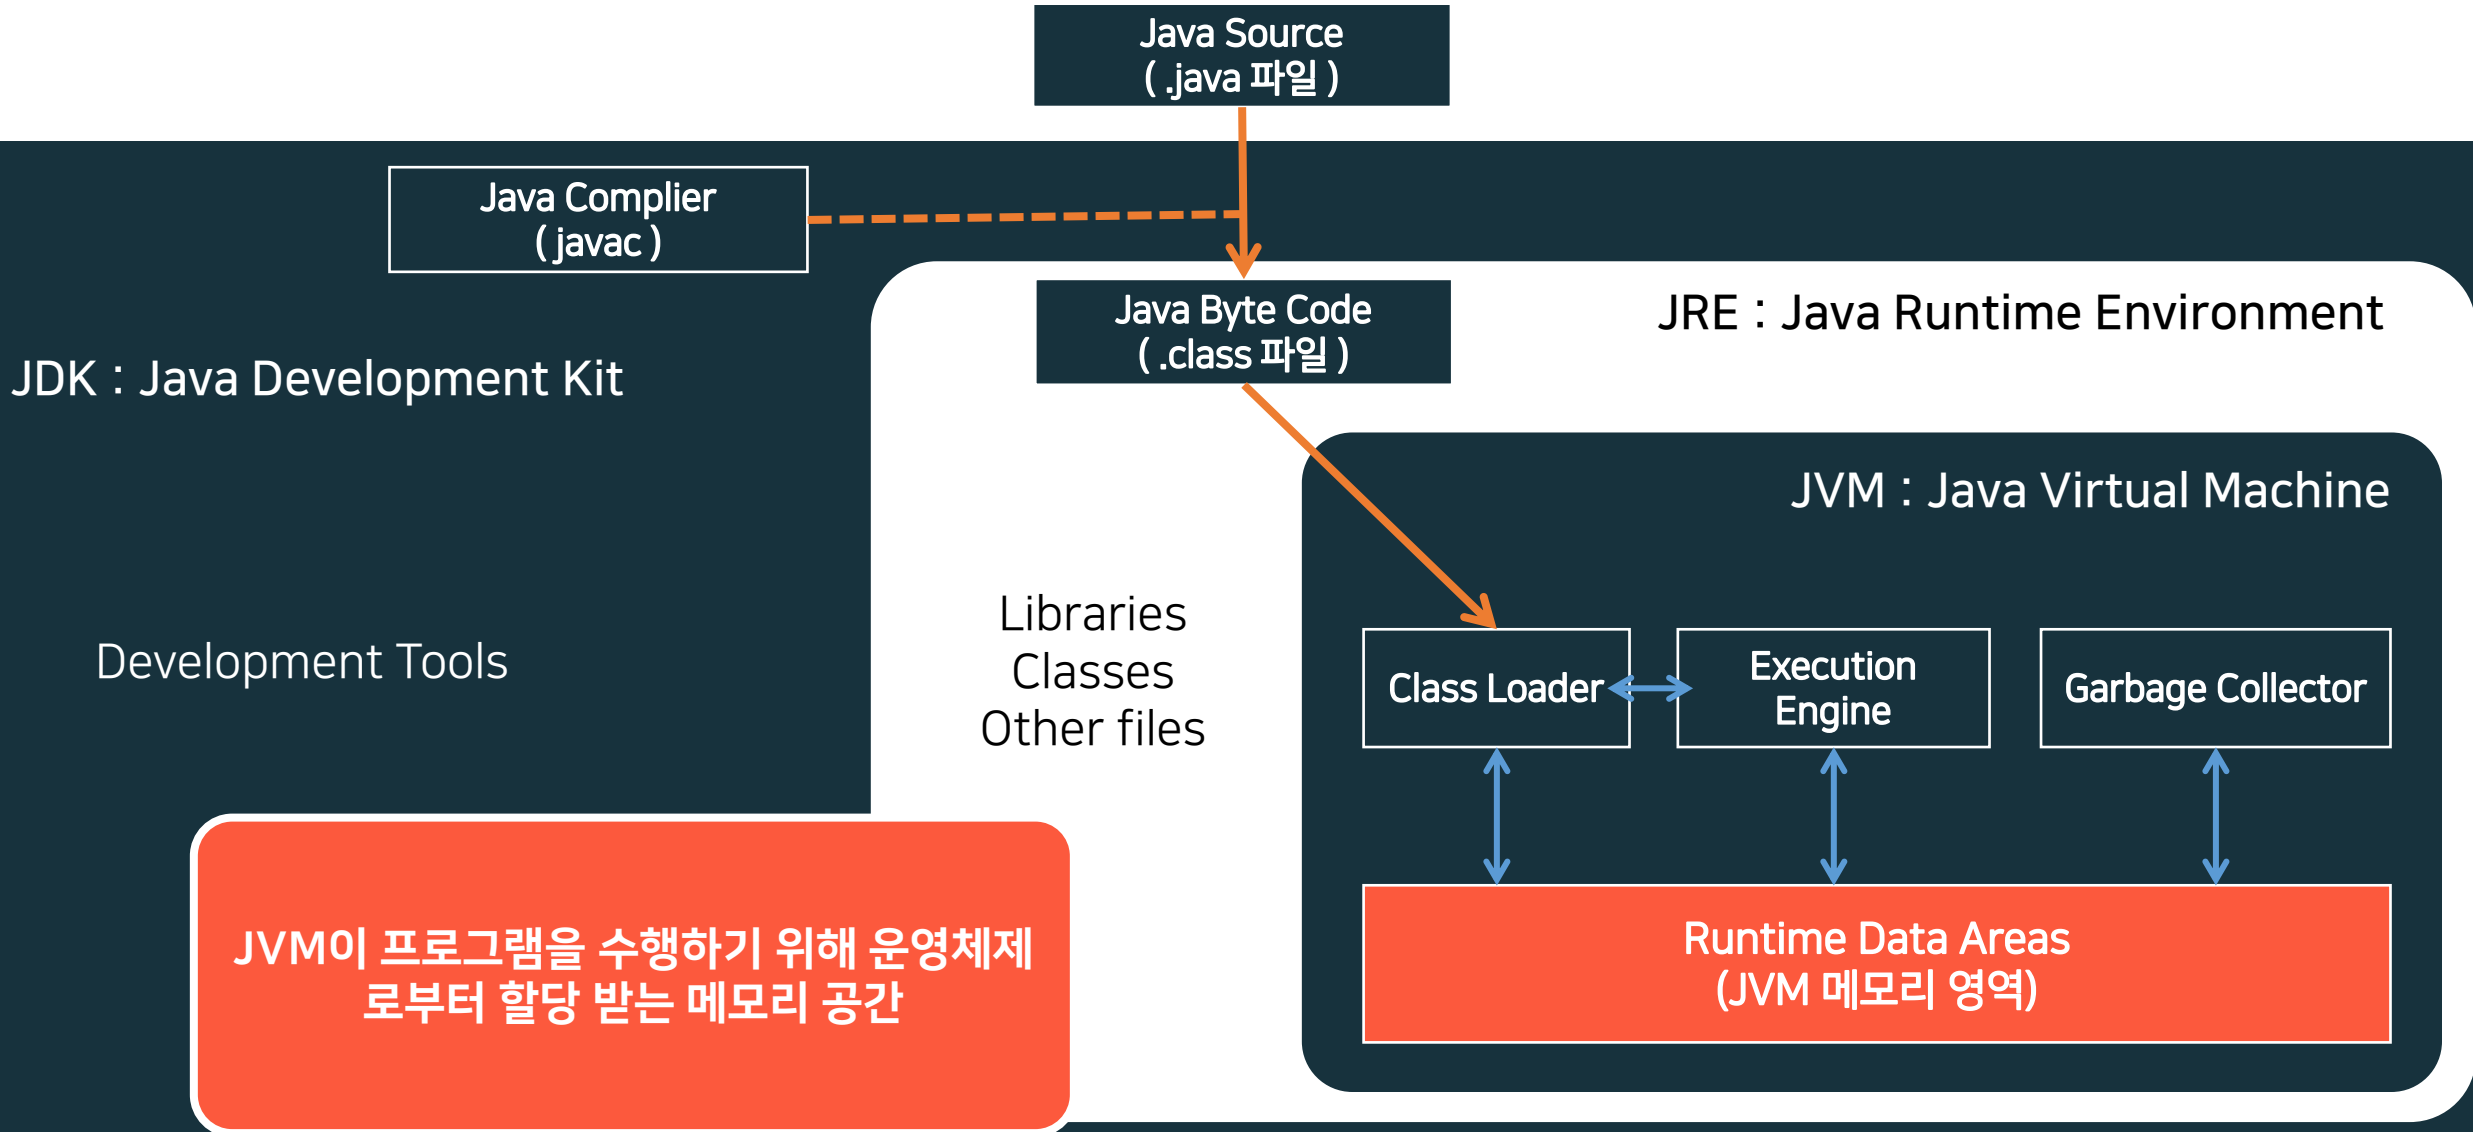 Java Source
( .java 파일 )
Java Complier
( javac )
Java Byte Code
( .class 파일 )
JRE : Java Runtime Environment
JDK : Java Development Kit
JVM : Java Virtual Machine
Development Tools
Libraries
Classes
Other files
Class Loader
Execution
Engine
Garbage Collector
JVM이 프로그램을 수행하기 위해 운영체제
로부터 할당 받는 메모리 공간
Runtime Data Areas
(JVM 메모리 영역)